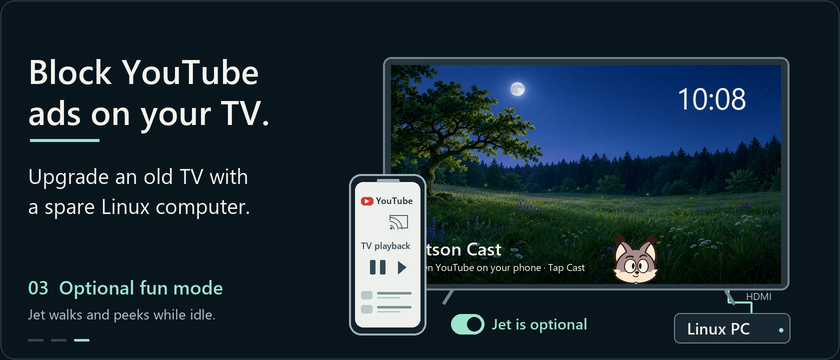 Block YouTube
ads on your TV.
Upgrade an old TV with
a spare Linux computer.
03 Optional fun mode
Jet walks and peeks while idle.
10:08
YouTube
TV playback
tson Cast
en YouTube on your phone · Tap Cast
HDMI
Jet is optional
Linux PC